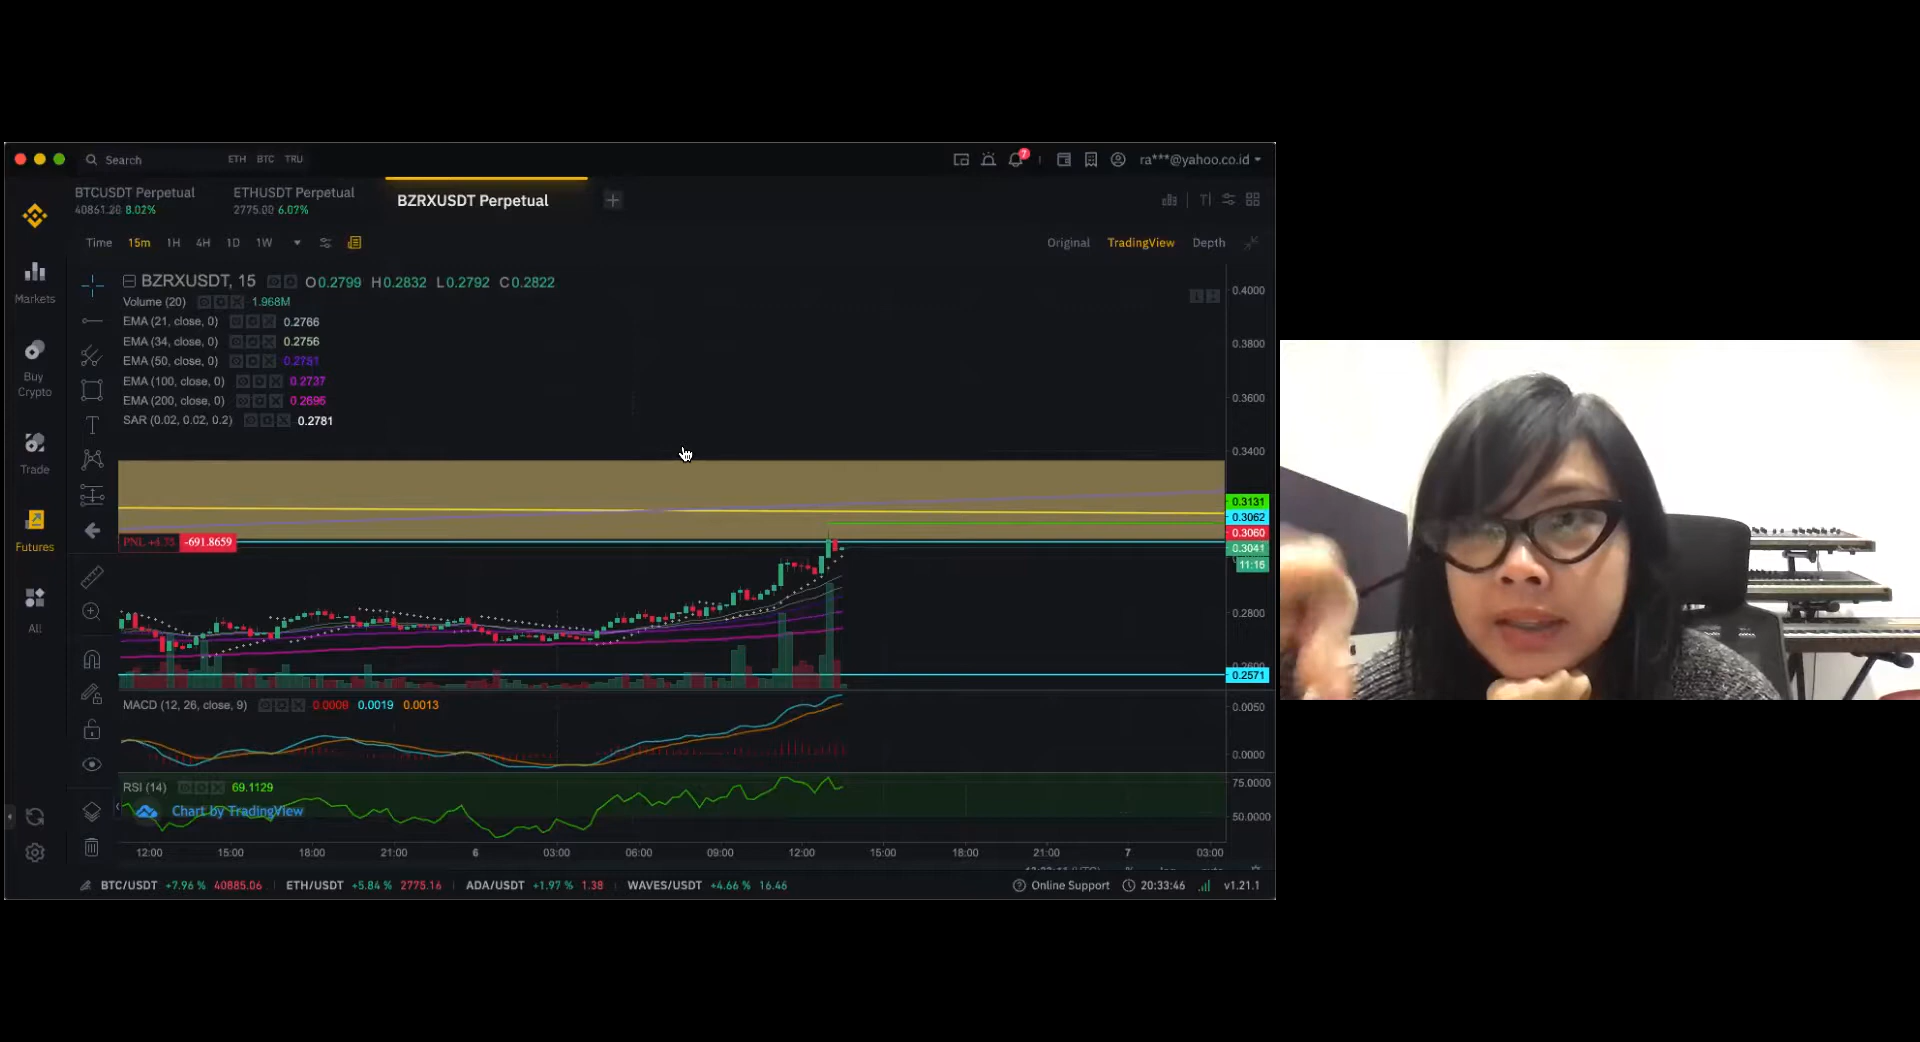 Search ETH BTC TRU
7
ra***@yahoo.co.id
BTCUSDT Perpetual
40861.20 8.02%
ETHUSDT Perpetual
2775.00 6.07%
BZRXUSDT Perpetual
Time 15m 1H 4H 1D 1W
Original TradingView Depth
Markets
Buy
Crypto
Trade
Futures
All
BZRXUSDT, 15 O0.2799 H0.2832 L0.2792 C0.2822
Volume (20) 1.968M
EMA (21, close, 0) 0.2766
EMA (34, close, 0) 0.2756
EMA (50, close, 0) 0.2751
EMA (100, close, 0) 0.2737
EMA (200, close, 0) 0.2696
SAR (0.02, 0.02, 0.2) 0.2781
0.4000
0.3800
0.3600
0.3400
0.3131
0.3062
0.3060
0.3041
11:16
0.2800
0.2600
0.2571
-691.8659
MACD (12, 26, close, 9) 0.0008 0.0019 0.0013
0.0050
0.0000
RSI (14) 69.1129
75.0000
50.0000
Chart by TradingView
12:00 15:00 18:00 21:00 6 03:00 06:00 09:00 12:00 15:00 18:00 21:00 7 03:00
BTC/USDT +7.96 % 40885.06 ETH/USDT +5.84 % 2775.16 ADA/USDT +1.97 % 1.38 WAVES/USDT +4.66 % 16.46
Online Support 20:33:46 v1.21.1